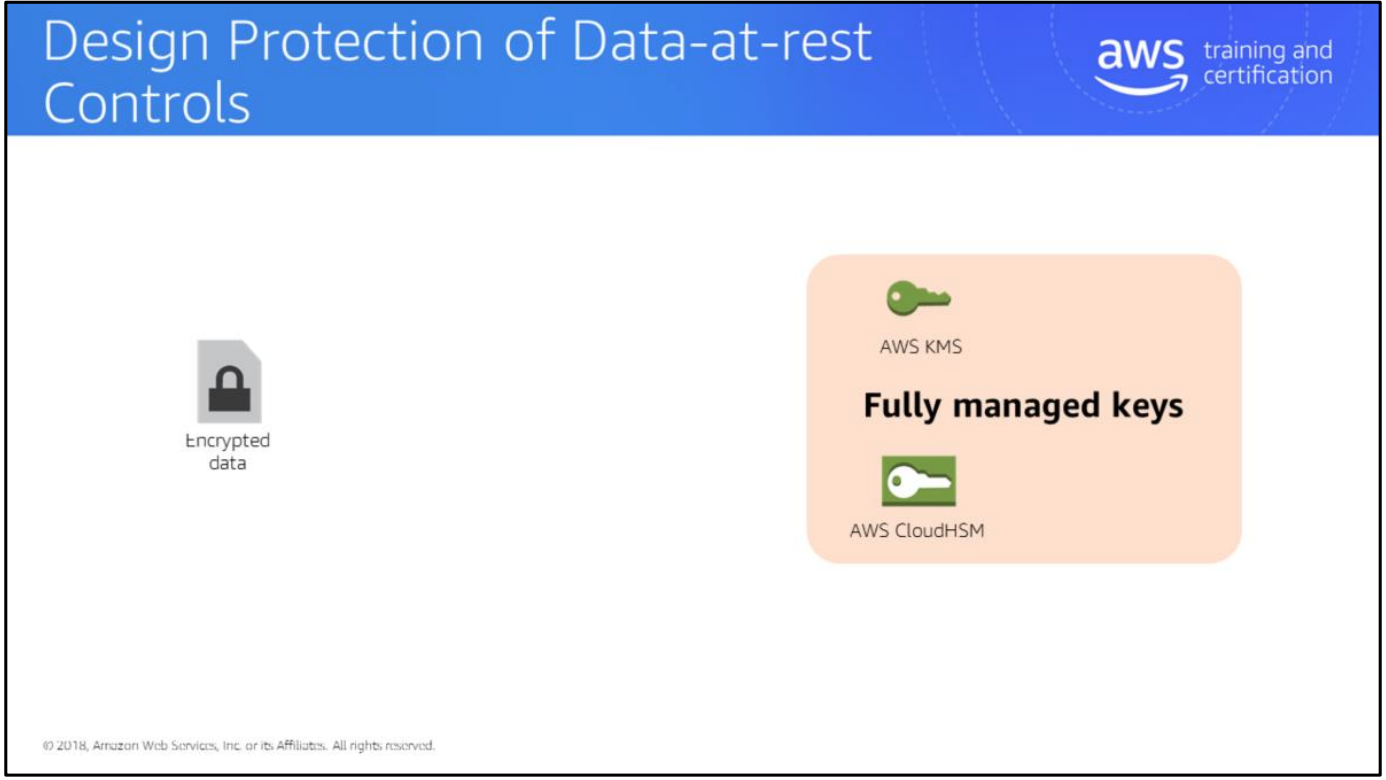 Design Protection of Data-at-rest
Controls
aws training and
certification
AWS KMS
Fully managed keys
Encrypted
data
AWS CloudHSM
© 2018, Amazon Web Services, Inc. or its Affiliates. All rights reserved.